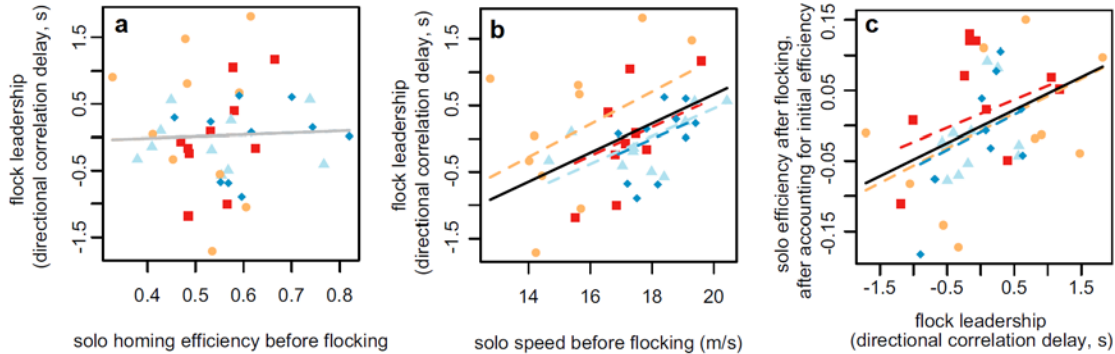 a
flock leadership
(directional correlation delay, s)
1.5
0.5
-0.5
-1.5
0.4 0.5 0.6 0.7 0.8
solo homing efficiency before flocking
b
flock leadership
(directional correlation delay, s)
1.5
0.5
-0.5
-1.5
14 16 18 20
solo speed before flocking (m/s)
c
solo efficiency after flocking,
after accounting for initial efficiency
0.15
0.05
-0.05
-0.15
-1.5 -0.5 0.5 1.5
flock leadership
(directional correlation delay, s)